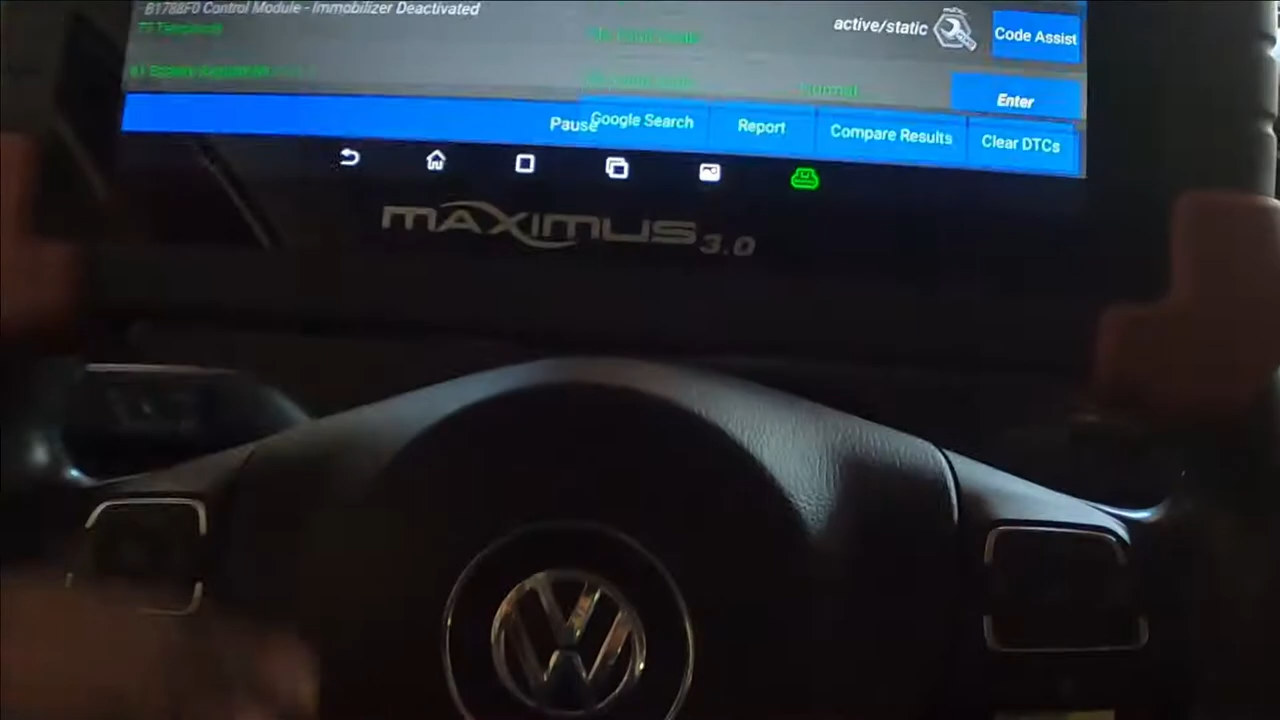 B1788F0 Control Module - Immobilizer Deactivated
active/static
Code Assist
Normal
Enter
Pause
Google Search
Report
Compare Results
Clear DTCs
MAXIMUS 3.0